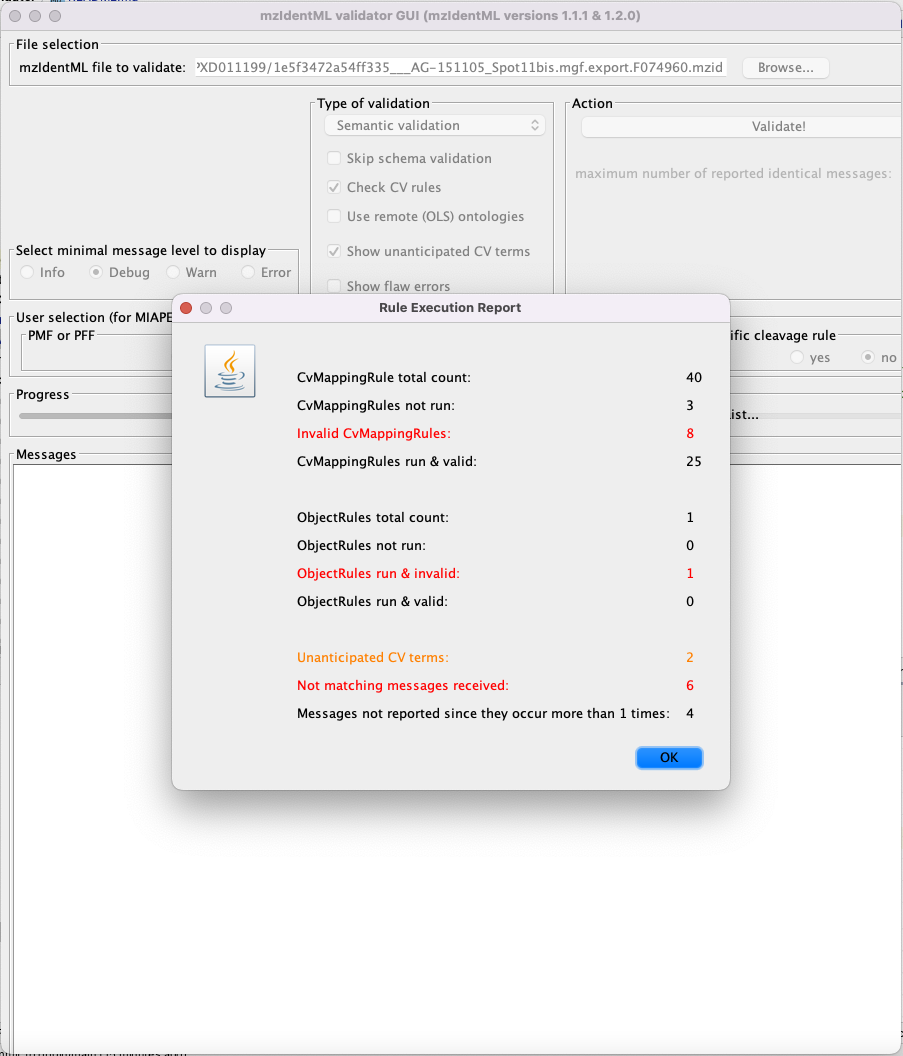 mzIdentML validator GUI (mzIdentML versions 1.1.1 & 1.2.0)
File selection
mzIdentML file to validate: PXD011199/1e5f3472a54ff335___AG-151105_Spot11bis.mgf.export.F074960.mzid Browse...
Type of validation
Semantic validation
Skip schema validation
Check CV rules
Use remote (OLS) ontologies
Show unanticipated CV terms
Show flaw errors
Action
Validate!
maximum number of reported identical messages:
Select minimal message level to display
Info Debug Warn Error
User selection (for MIAPE
PMF or PFF
ific cleavage rule
yes no
Progress
ist...
Messages
Rule Execution Report
CvMappingRule total count: 40
CvMappingRules not run: 3
Invalid CvMappingRules: 8
CvMappingRules run & valid: 25
ObjectRules total count: 1
ObjectRules not run: 0
ObjectRules run & invalid: 1
ObjectRules run & valid: 0
Unanticipated CV terms: 2
Not matching messages received: 6
Messages not reported since they occur more than 1 times: 4
OK